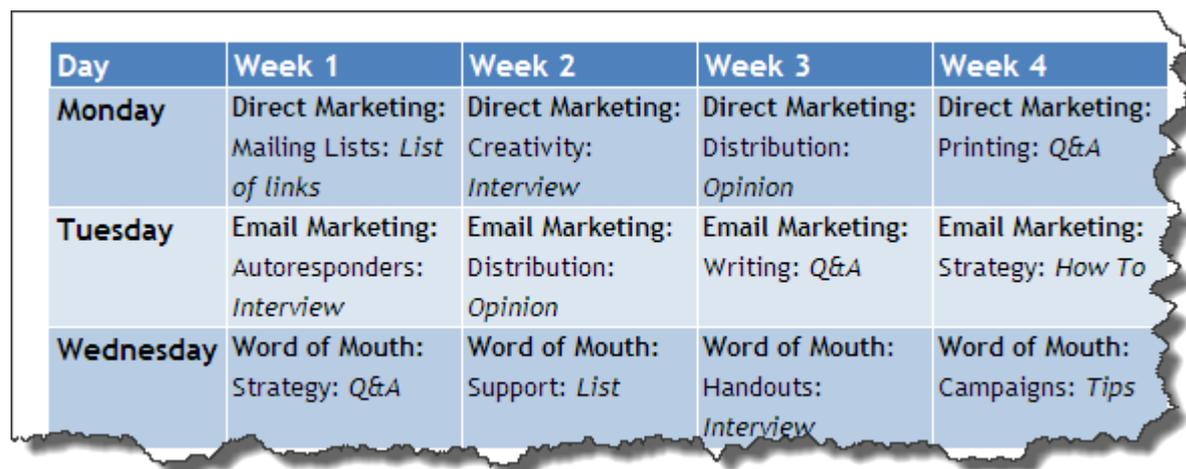 Day Week 1 Week 2 Week 3 Week 4
Monday Direct Marketing: Direct Marketing: Direct Marketing: Direct Marketing:
Mailing Lists: List Creativity: Distribution: Printing: Q&A
of links Interview Opinion
Tuesday Email Marketing: Email Marketing: Email Marketing: Email Marketing:
Autoresponders: Distribution: Writing: Q&A Strategy: How To
Interview Opinion
Wednesday Word of Mouth: Word of Mouth: Word of Mouth: Word of Mouth:
Strategy: Q&A Support: List Handouts: Campaigns: Tips
Interview